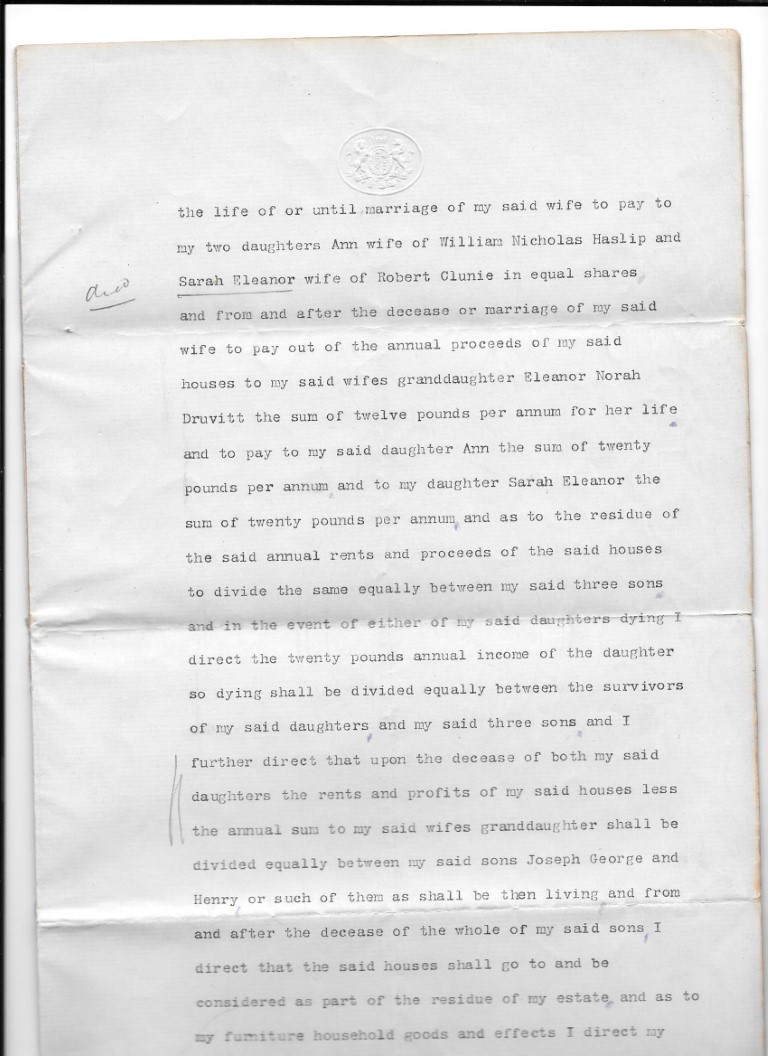 the life of or until marriage of my said wife to pay to
my two daughters Ann wife of William Nicholas Haslip and
Sarah Eleanor wife of Robert Clunie in equal shares
and from and after the decease or marriage of my said
wife to pay out of the annual proceeds of my said
houses to my said wifes granddaughter Eleanor Norah
Druvitt the sum of twelve pounds per annum for her life
and to pay to my said daughter Ann the sum of twenty
pounds per annum and to my daughter Sarah Eleanor the
sum of twenty pounds per annum, and as to the residue of
the said annual rents and proceeds of the said houses
to divide the same equally between my said three sons
and in the event of either of my said daughters dying I
direct the twenty pounds annual income of the daughter
so dying shall be divided equally between the survivors
of my said daughters and my said three sons and I
further direct that upon the decease of both my said
daughters the rents and profits of my said houses less
the annual sum to my said wifes granddaughter shall be
divided equally between my said sons Joseph George and
Henry or such of them as shall be then living and from
and after the decease of the whole of my said sons, I
direct that the said houses shall go to and be
considered as part of the residue of my estate, and as to
my furniture household goods and effects I direct my